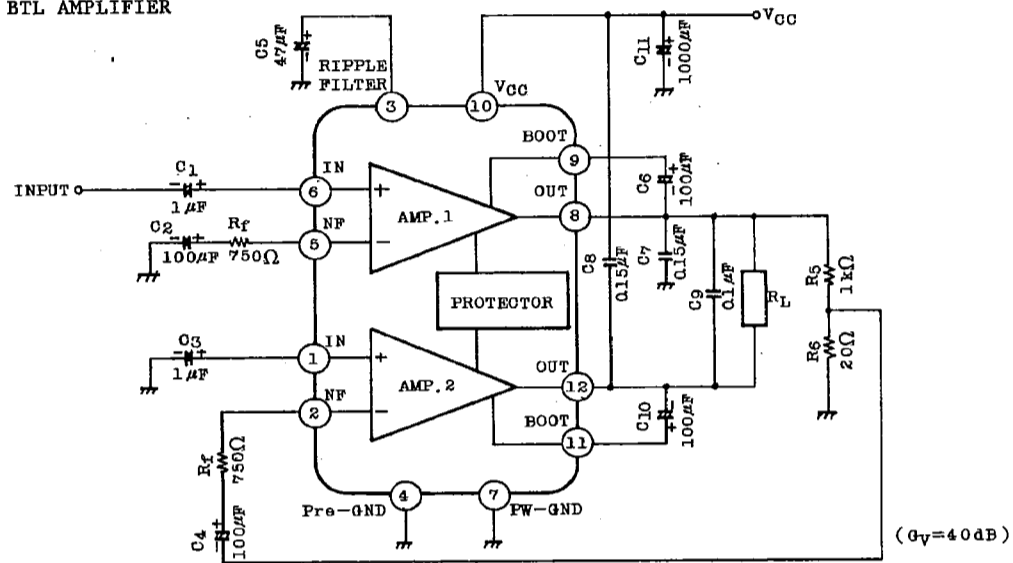 BTL AMPLIFIER
C5
47µF
RIPPLE
FILTER
3
VCC
10
C11
1000µF
VCC
BOOT
9
INPUT
C1
1µF
IN
6
AMP.1
OUT
8
C6
100µF
C2
100µF
Rf
750Ω
NF
5
C8
0.15µF
C7
0.15µF
C9
0.1µF
RL
R5
1kΩ
PROTECTOR
C3
1µF
IN
1
AMP.2
OUT
12
R6
20Ω
NF
2
BOOT
11
C10
100µF
Rf
750Ω
Pre-GND
4
7
PW-GND
C4
100µF
(GV=40dB)